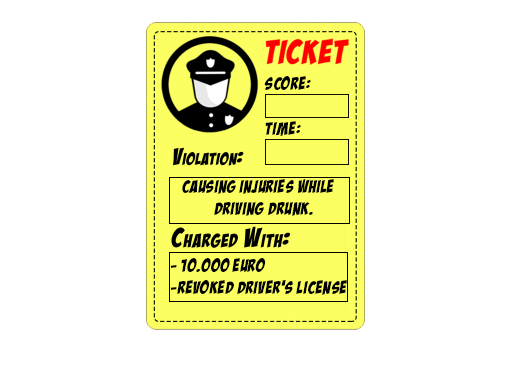 TICKET
SCORE:
TIME:
VIOLATION:
CAUSING INJURIES WHILE
DRIVING DRUNK.
CHARGED WITH:
- 10.000 EURO
-REVOKED DRIVER'S LICENSE